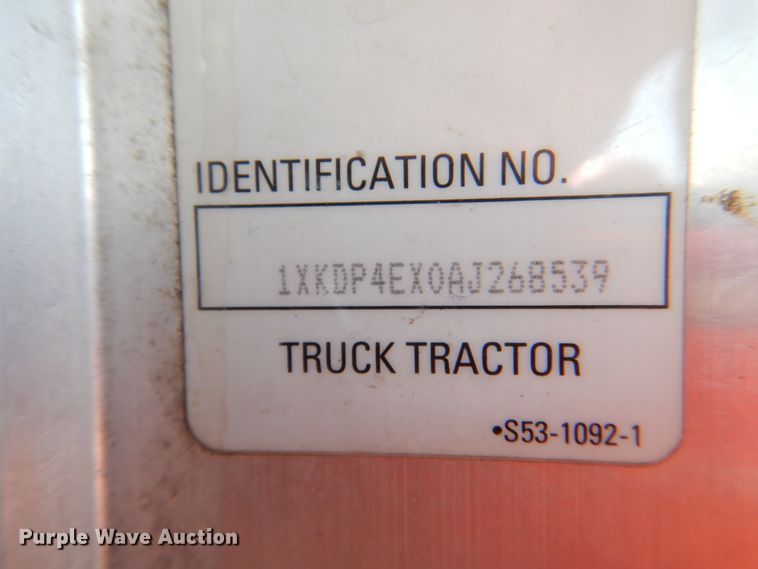 IDENTIFICATION NO.
1XKDP4EX0AJ268539
TRUCK TRACTOR
•S53-1092-1
Purple Wave Auction